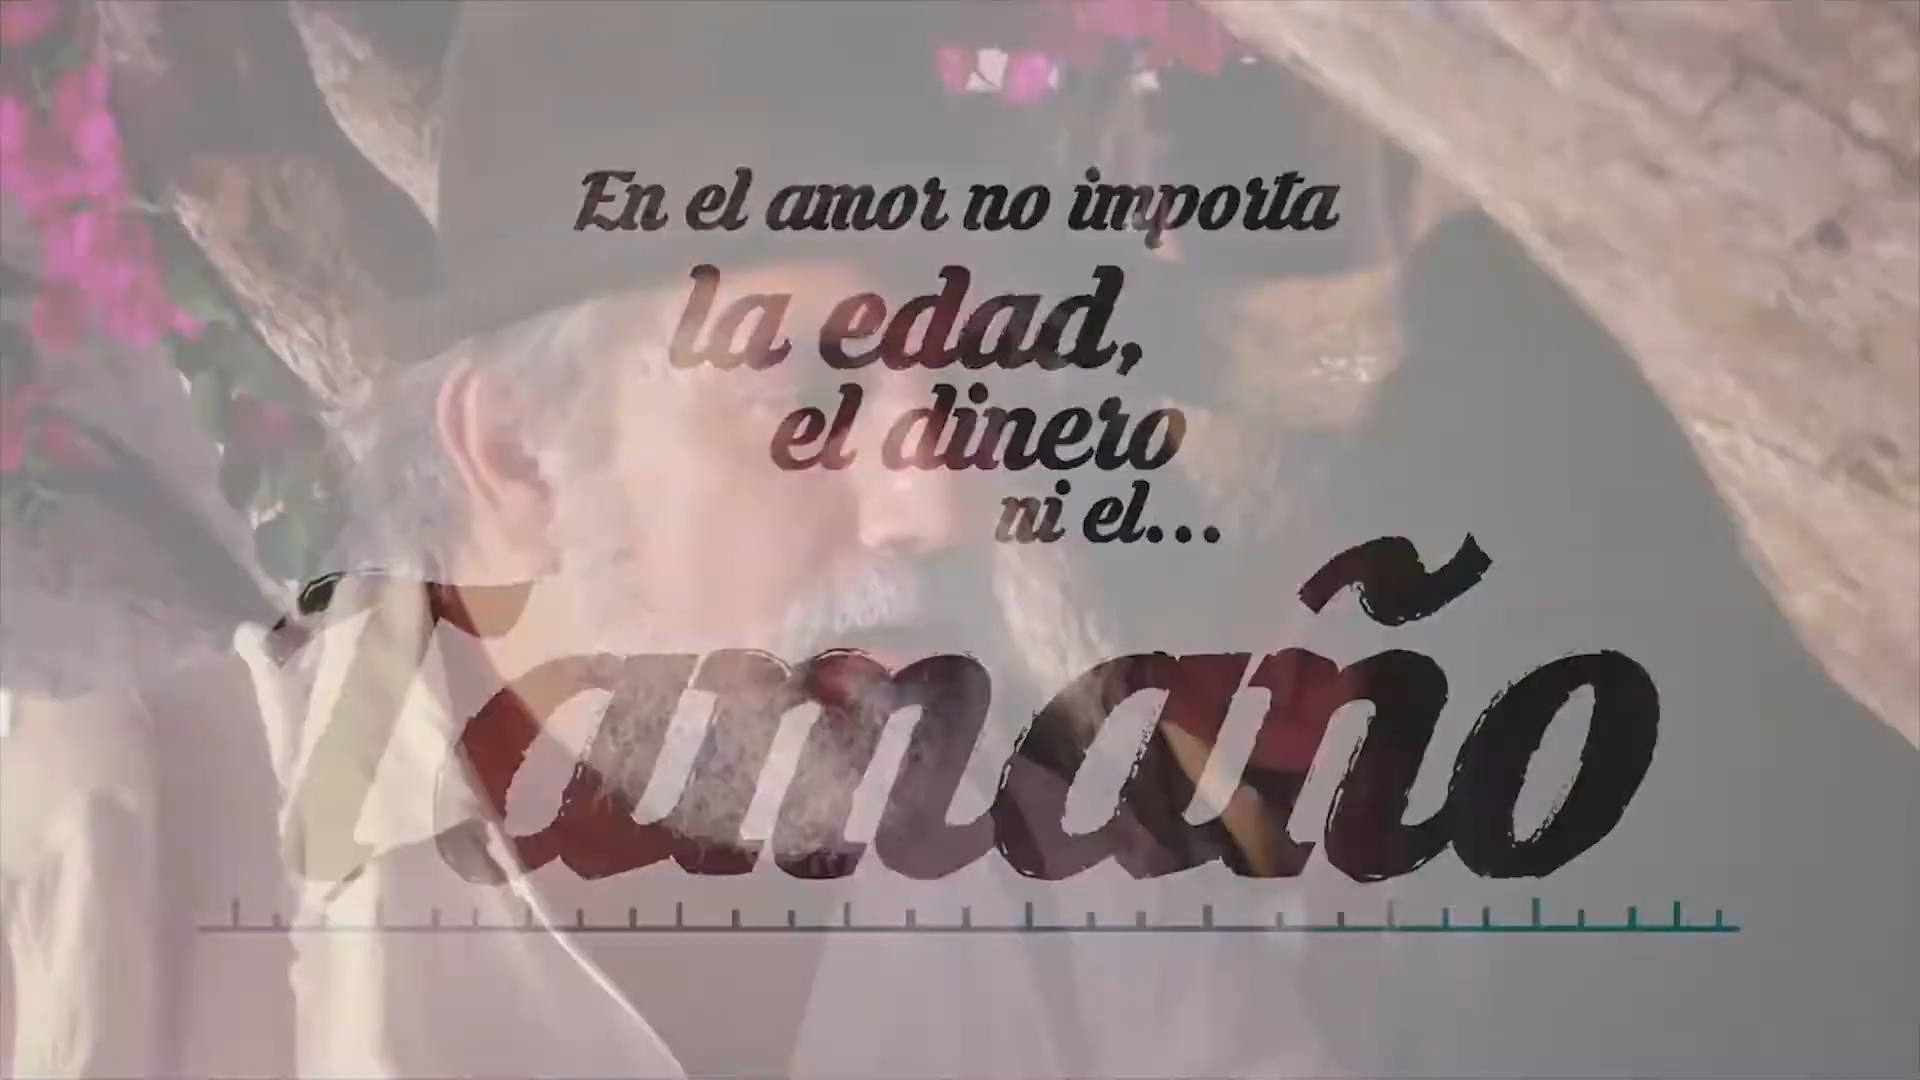 En el amor no importa
la edad,
el dinero
ni el...
Tamaño